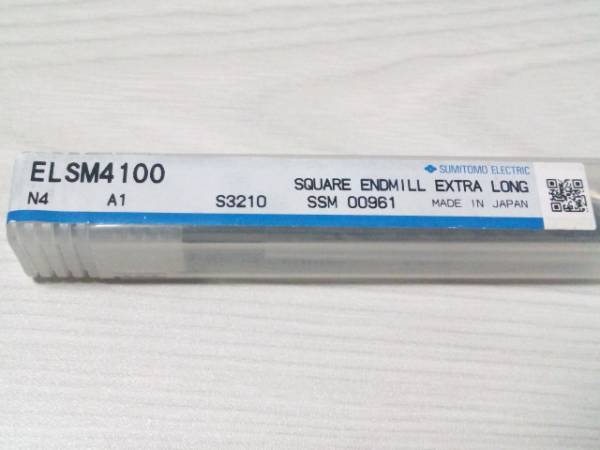 ELSM4100
SUMITOMO ELECTRIC
SQUARE ENDMILL EXTRA LONG
N4 A1 S3210 SSM 00961 MADE IN JAPAN